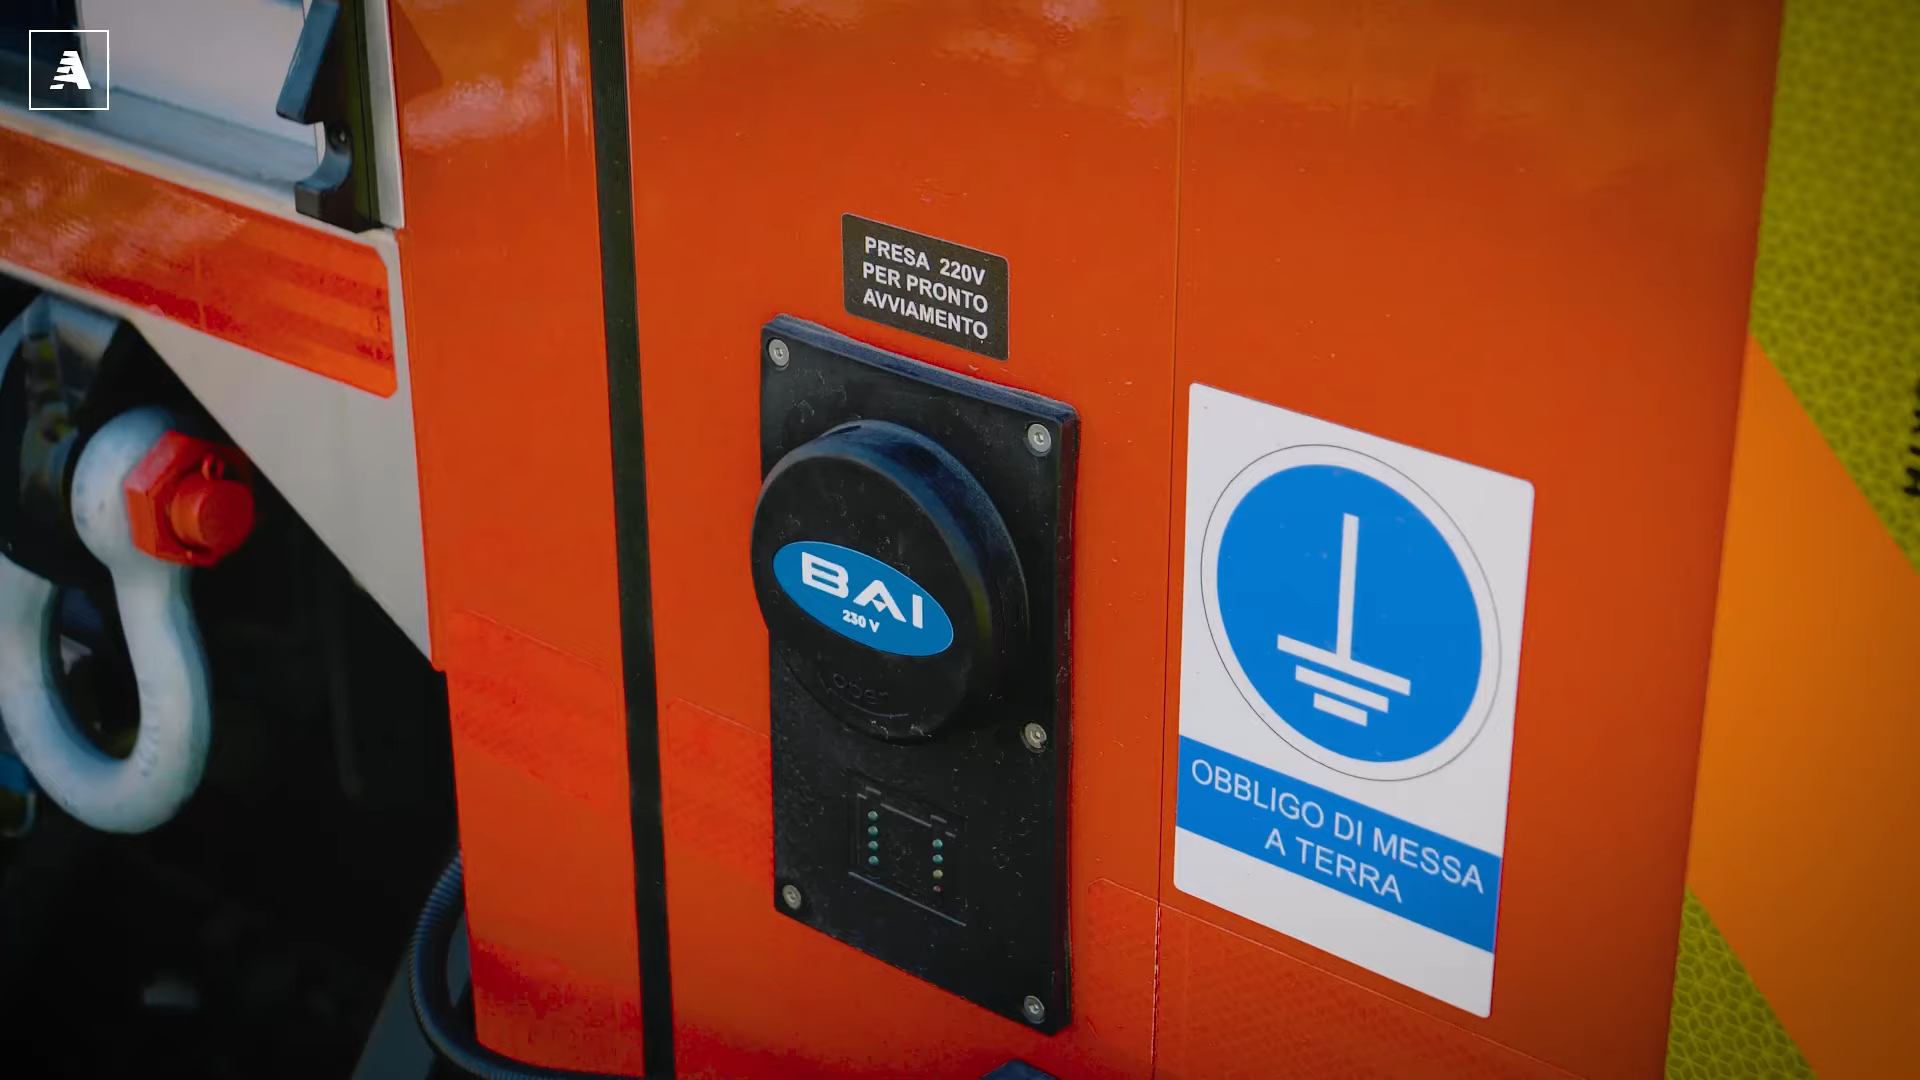 A
PRESA 220V
PER PRONTO
AVVIAMENTO
BAI
230 V
OBBLIGO DI MESSA
A TERRA